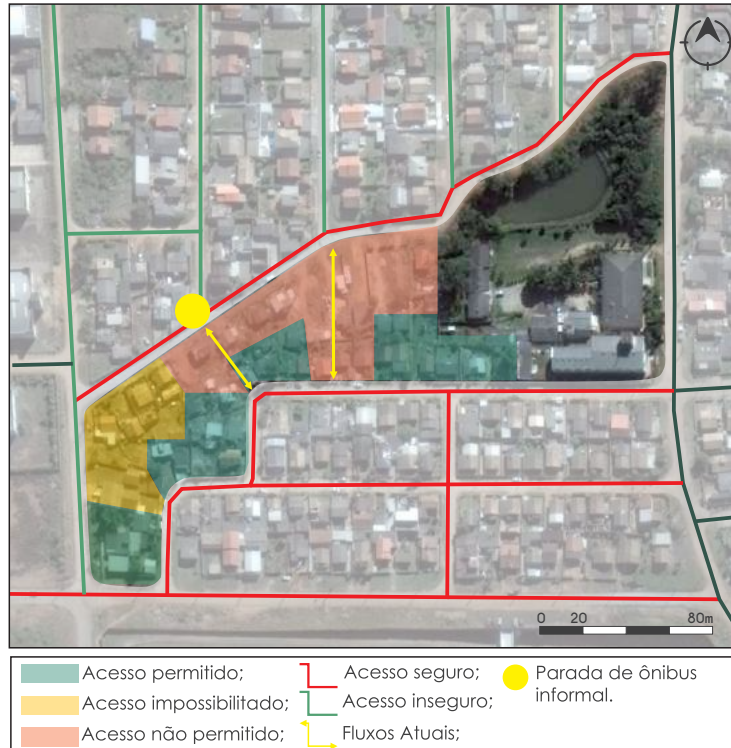 0 20 80m
Acesso permitido;
Acesso seguro;
Parada de ônibus
informal.
Acesso impossibilitado;
Acesso inseguro;
Acesso não permitido;
Fluxos Atuais;